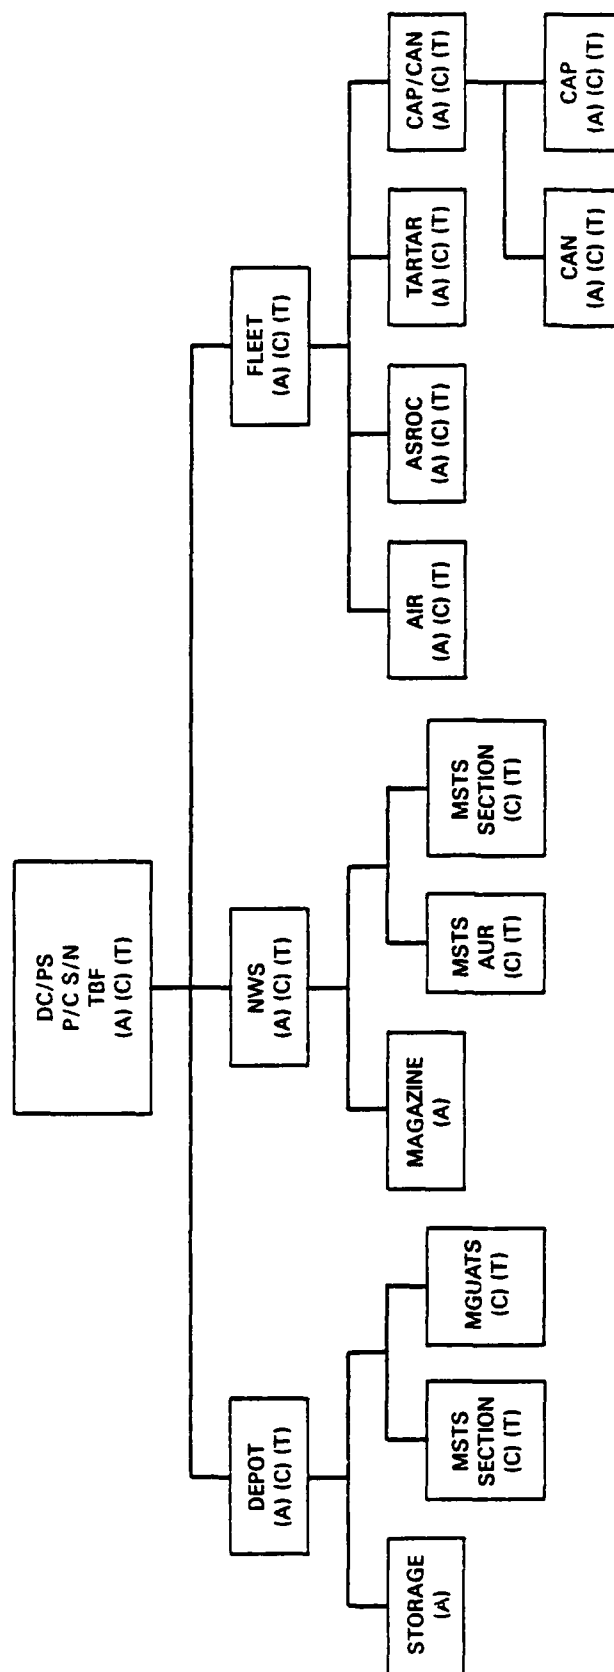 DC/PS
P/C S/N
TBF
(A) (C) (T)
DEPOT
(A) (C) (T)
NWS
(A) (C) (T)
FLEET
(A) (C) (T)
STORAGE
(A)
MSTS
SECTION
(C) (T)
MGUATS
(C) (T)
MAGAZINE
(A)
MSTS
AUR
(C) (T)
MSTS
SECTION
(C) (T)
AIR
(A) (C) (T)
ASROC
(A) (C) (T)
TARTAR
(A) (C) (T)
CAP/CAN
(A) (C) (T)
CAN
(A) (C) (T)
CAP
(A) (C) (T)